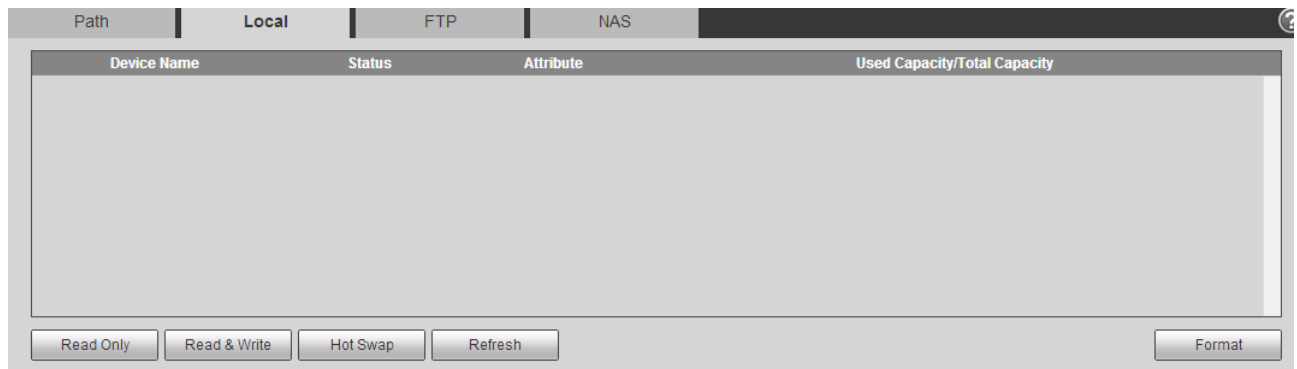 Path Local FTP NAS ?
Device Name Status Attribute Used Capacity/Total Capacity
Read Only Read & Write Hot Swap Refresh Format